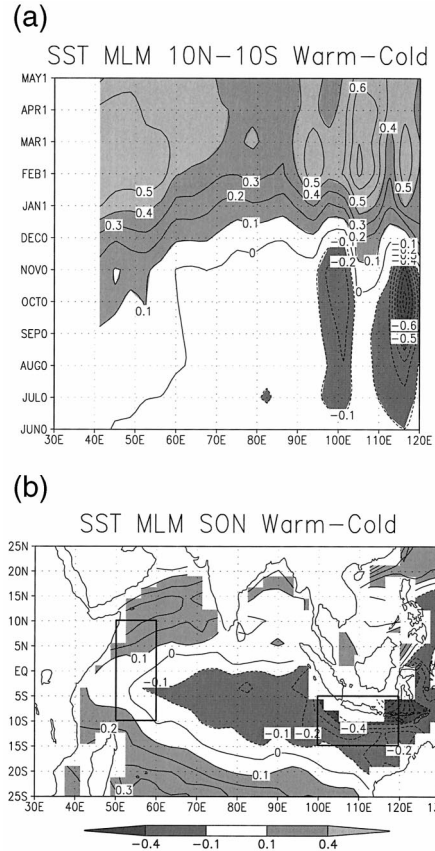 (a)
SST MLM 10N-10S Warm-Cold
MAY1
APR1
MAR1
FEB1
JAN1
DEC0
NOV0
OCT0
SEP0
AUG0
JUL0
JUN0
0.6
0.4
0.5
0.3
0.5
0.5
0.5
0.4
0.2
0.3
0.1
0.3
0.2
0.1
-0.1
-0.1
0
-0.2
0.1
0
0.1
-0.6
-0.5
-0.1
30E 40E 50E 60E 70E 80E 90E 100E 110E 120E
(b)
SST MLM SON Warm-Cold
25N
20N
15N
10N
5N
EQ
5S
10S
15S
20S
25S
0.1
0
-0.1
0.2
-0.1
-0.2
-0.4
-0.2
0
0.1
0.3
30E 40E 50E 60E 70E 80E 90E 100E 110E 120E
-0.4 -0.1 0.1 0.4